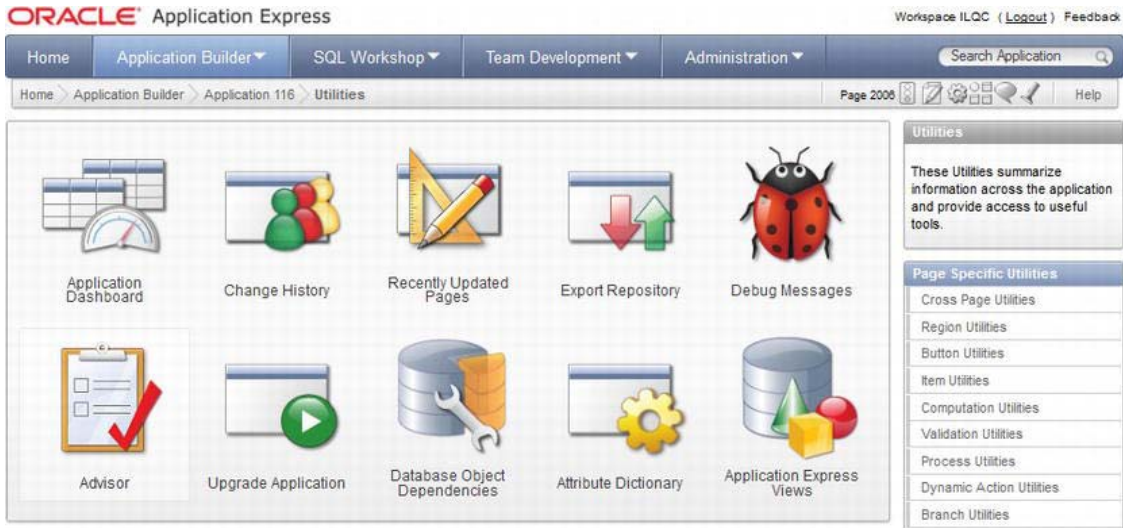 ORACLE Application Express
Workspace ILQC ( Logout ) Feedback
Home Application Builder SQL Workshop Team Development Administration Search Application
Home Application Builder Application 116 Utilities Page 2006 Help
Utilities
These Utilities summarize
information across the application
and provide access to useful
tools.
Application
Dashboard
Change History
Recently Updated
Pages
Export Repository
Debug Messages
Advisor
Upgrade Application
Database Object
Dependencies
Attribute Dictionary
Application Express
Views
Page Specific Utilities
Cross Page Utilities
Region Utilities
Button Utilities
Item Utilities
Computation Utilities
Validation Utilities
Process Utilities
Dynamic Action Utilities
Branch Utilities